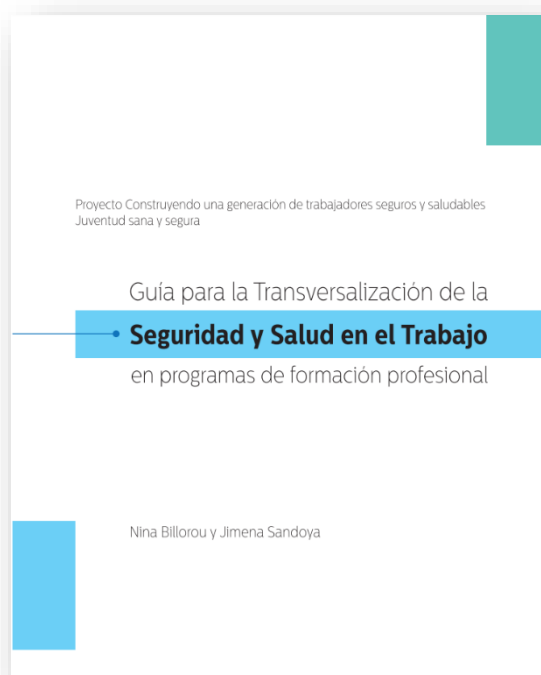 Proyecto Construyendo una generación de trabajadores seguros y saludables
Juventud sana y segura
Guía para la Transversalización de la
Seguridad y Salud en el Trabajo
en programas de formación profesional
Nina Billorou y Jimena Sandoya